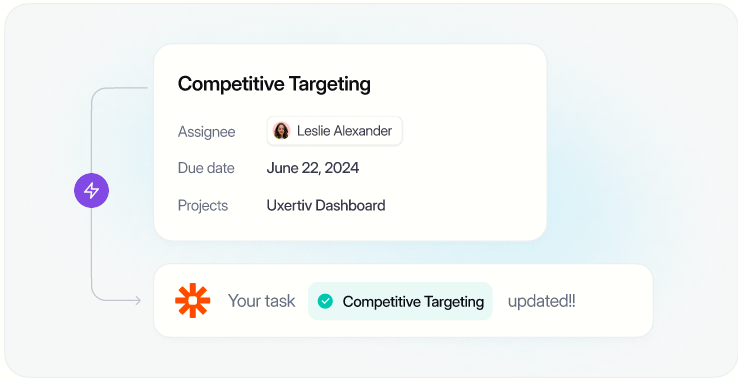 Competitive Targeting
Assignee Leslie Alexander
Due date June 22, 2024
Projects Uxertiv Dashboard
Your task Competitive Targeting updated!!